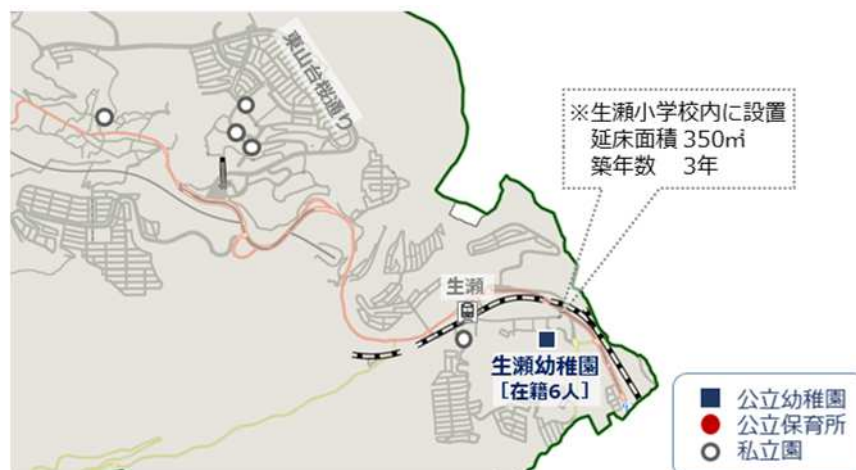 東山台桜通り
※生瀬小学校内に設置
延床面積 350㎡
築年数 3年
生瀬
生瀬幼稚園
［在籍6人］
公立幼稚園
公立保育所
私立園